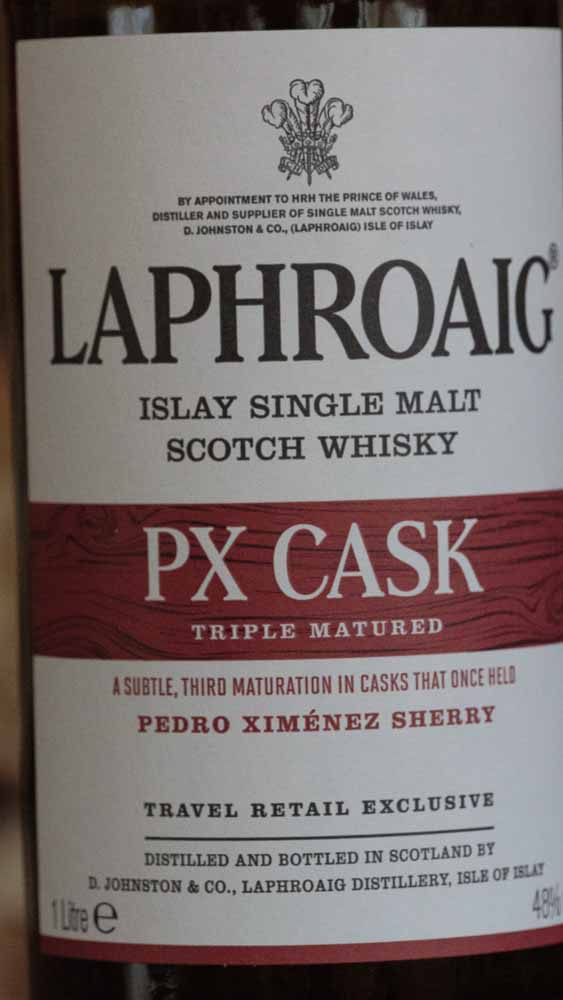 BY APPOINTMENT TO HRH THE PRINCE OF WALES,
DISTILLER AND SUPPLIER OF SINGLE MALT SCOTCH WHISKY,
D. JOHNSTON & CO., (LAPHROAIG) ISLE OF ISLAY
LAPHROAIG®
ISLAY SINGLE MALT
SCOTCH WHISKY
PX CASK
TRIPLE MATURED
A SUBTLE, THIRD MATURATION IN CASKS THAT ONCE HELD
PEDRO XIMÉNEZ SHERRY
TRAVEL RETAIL EXCLUSIVE
DISTILLED AND BOTTLED IN SCOTLAND BY
D. JOHNSTON & CO., LAPHROAIG DISTILLERY, ISLE OF ISLAY
1 Litre ℮ 48%